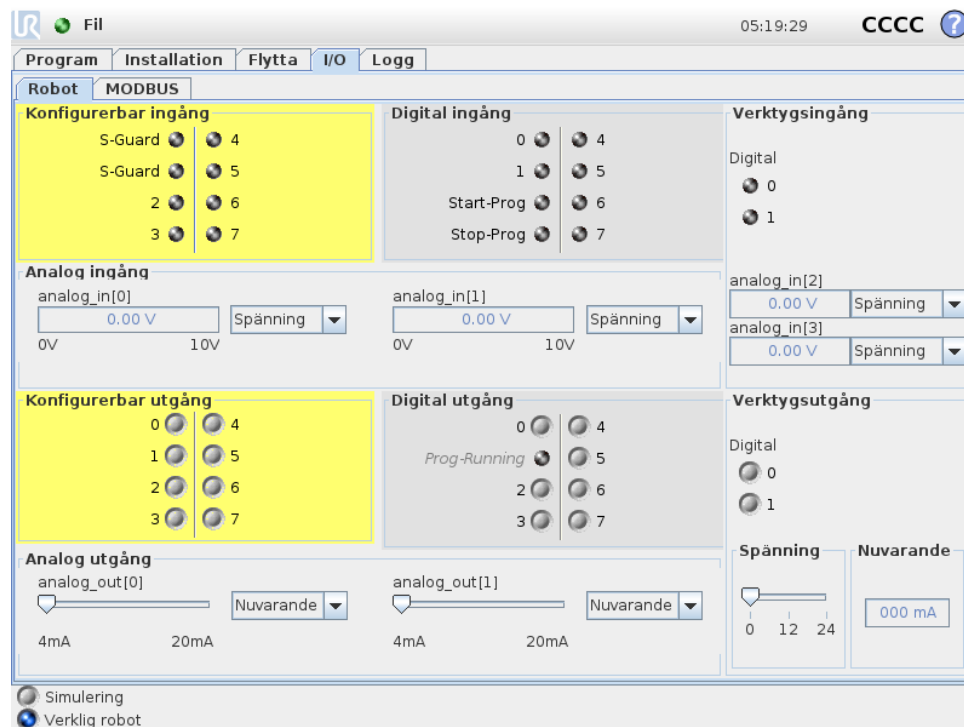 UR Fil 05:19:29 CCCC ?
Program Installation Flytta I/O Logg
Robot MODBUS
Konfigurerbar ingång
S-Guard 4
S-Guard 5
2 6
3 7
Digital ingång
0 4
1 5
Start-Prog 6
Stop-Prog 7
Verktygsingång
Digital
0
1
analog_in[2]
0.00 V Spänning
analog_in[3]
0.00 V Spänning
Analog ingång
analog_in[0]
0.00 V Spänning
0V 10V
analog_in[1]
0.00 V Spänning
0V 10V
Konfigurerbar utgång
0 4
1 5
2 6
3 7
Digital utgång
0 4
Prog-Running 5
2 6
3 7
Verktygsutgång
Digital
0
1
Spänning
0 12 24
Nuvarande
000 mA
Analog utgång
analog_out[0]
Nuvarande
4mA 20mA
analog_out[1]
Nuvarande
4mA 20mA
Simulering
Verklig robot